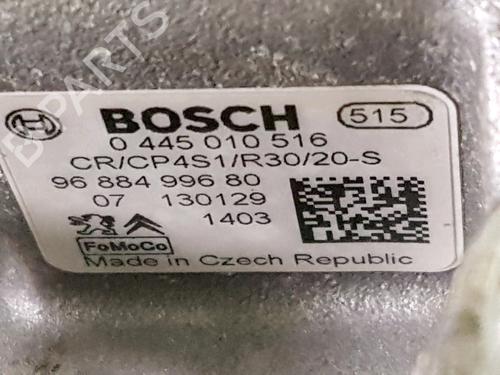 BOSCH 515
0 445 010 516
CR/CP4S1/R30/20-S
96 884 996 80
07 130129
1403
FoMoCo
Made in Czech Republic
B PARTS